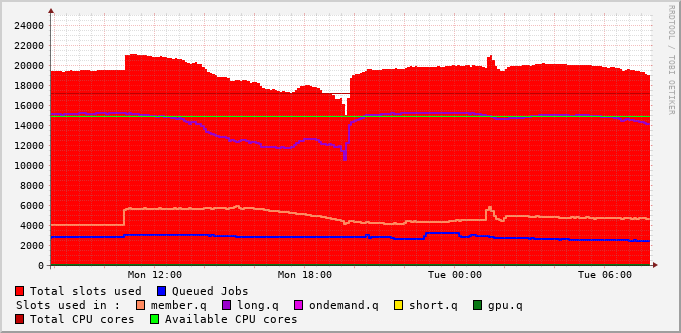 24000
22000
20000
18000
16000
14000
12000
10000
8000
6000
4000
2000
0
Mon 12:00 Mon 18:00 Tue 00:00 Tue 06:00
RRDTOOL / TOBI OETIKER
Total slots used Queued Jobs
Slots used in : member.q long.q ondemand.q short.q gpu.q
Total CPU cores Available CPU cores